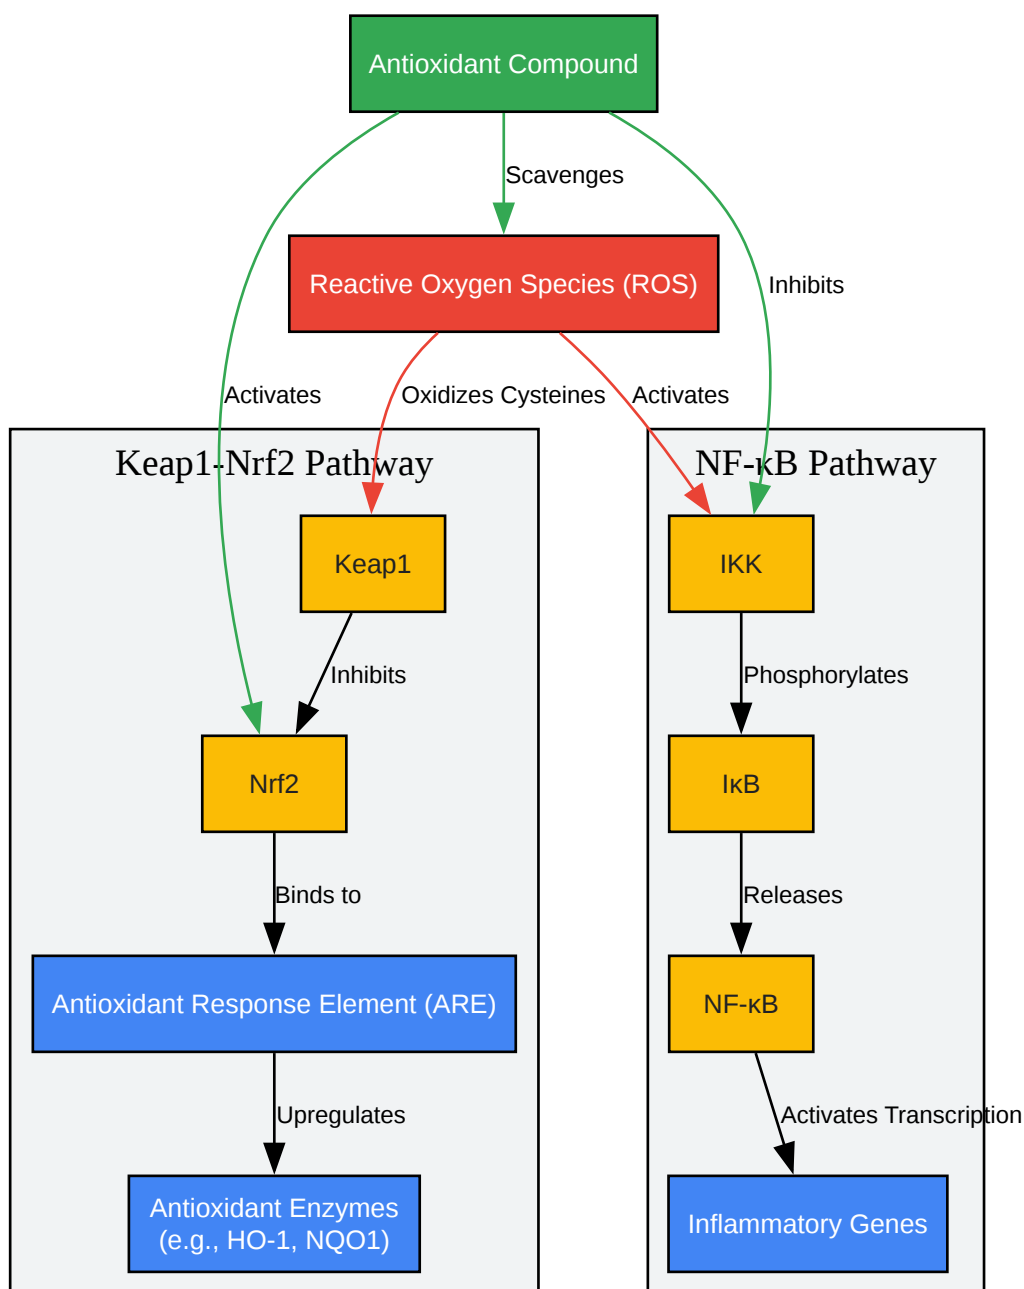 Antioxidant Compound
Scavenges
Reactive Oxygen Species (ROS)
Inhibits
Activates
Oxidizes Cysteines
Activates
Keap1-Nrf2 Pathway
NF-κB Pathway
Keap1
IKK
Inhibits
Phosphorylates
Nrf2
IκB
Binds to
Releases
Antioxidant Response Element (ARE)
NF-κB
Upregulates
Activates Transcription
Antioxidant Enzymes
(e.g., HO-1, NQO1)
Inflammatory Genes